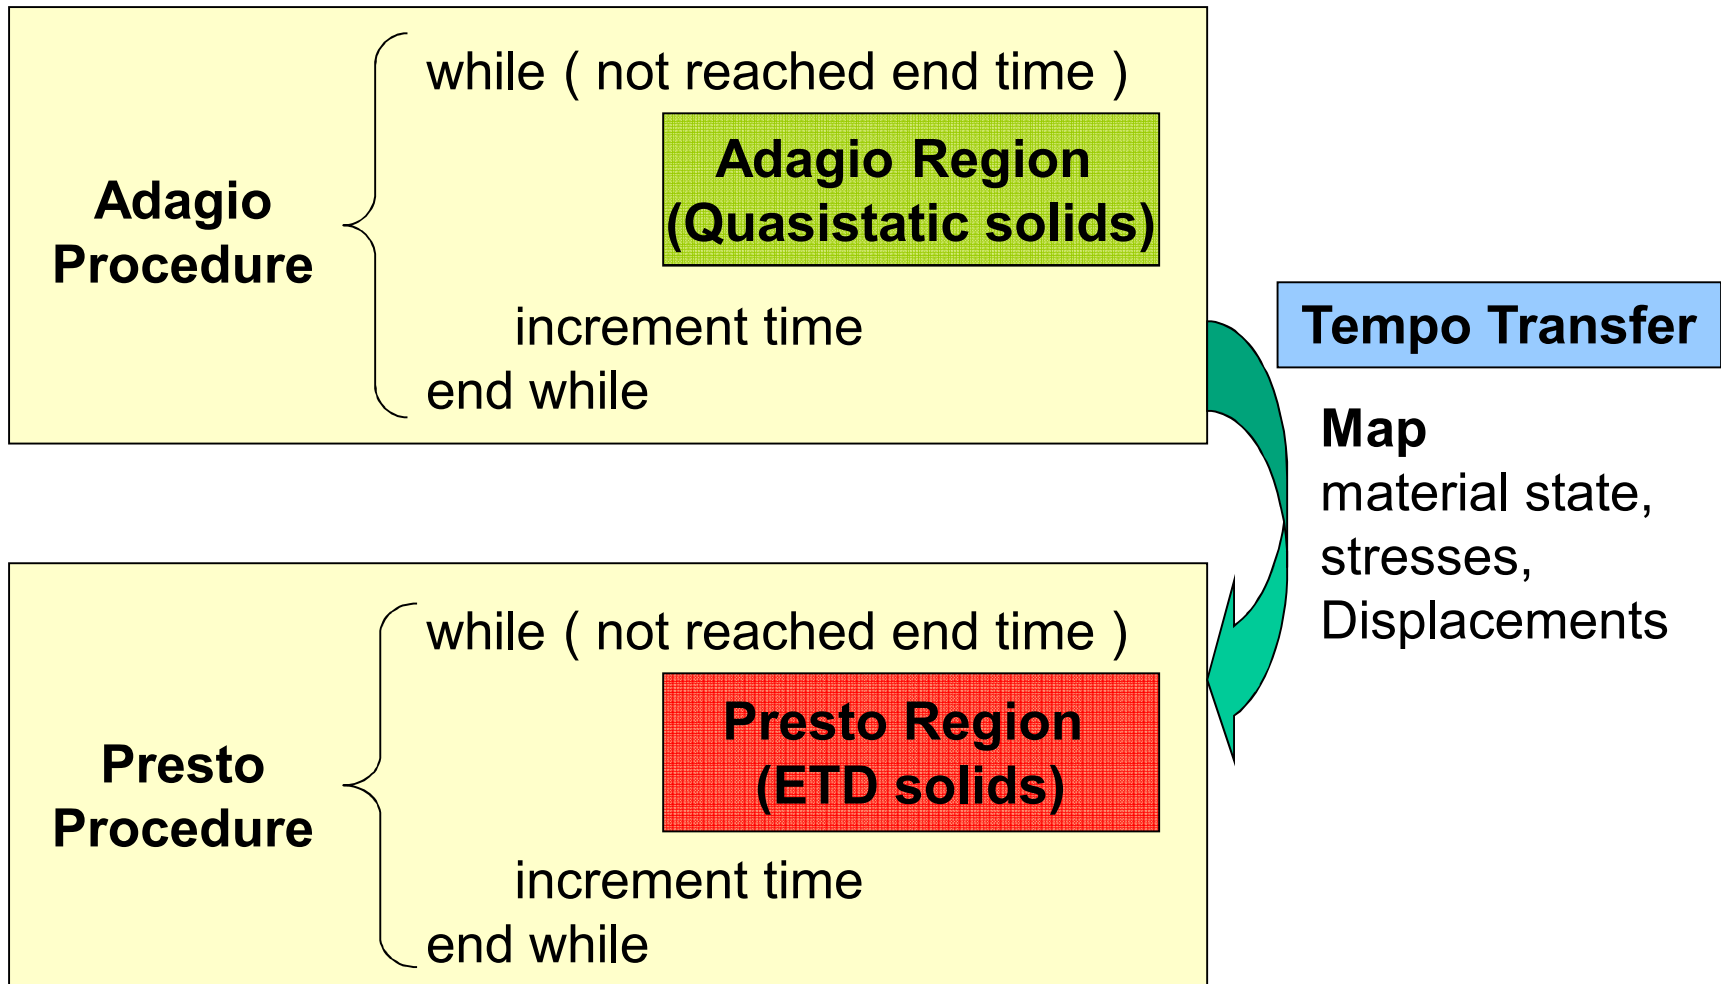 while ( not reached end time )
Adagio Region
(Quasistatic solids)
Adagio
Procedure
increment time
end while
Tempo Transfer
Map
material state,
stresses,
Displacements
while ( not reached end time )
Presto Region
(ETD solids)
Presto
Procedure
increment time
end while